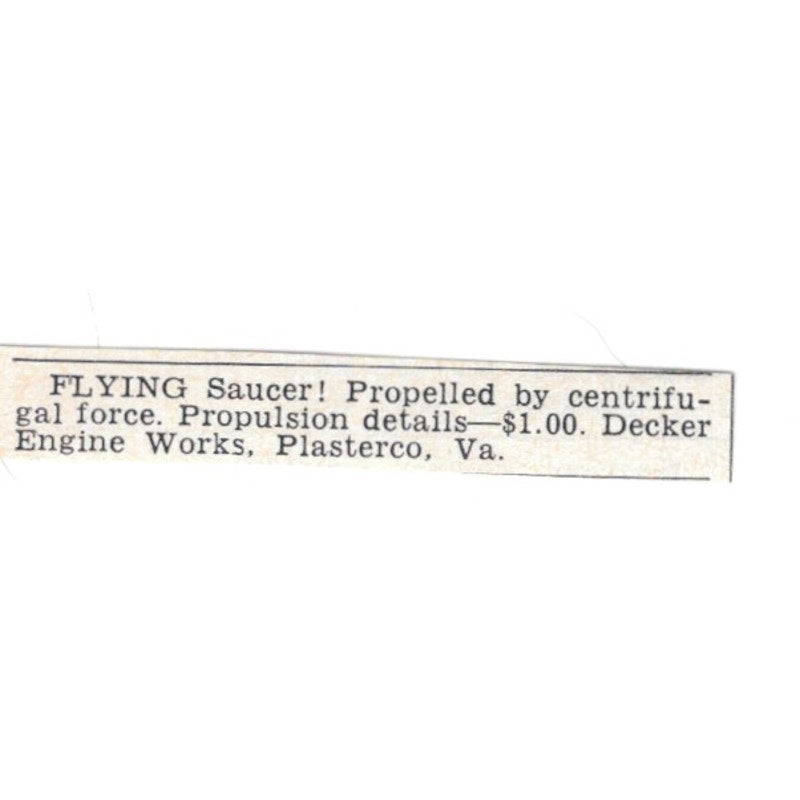 FLYING Saucer! Propelled by centrifu-
gal force. Propulsion details—$1.00. Decker
Engine Works, Plasterco, Va.